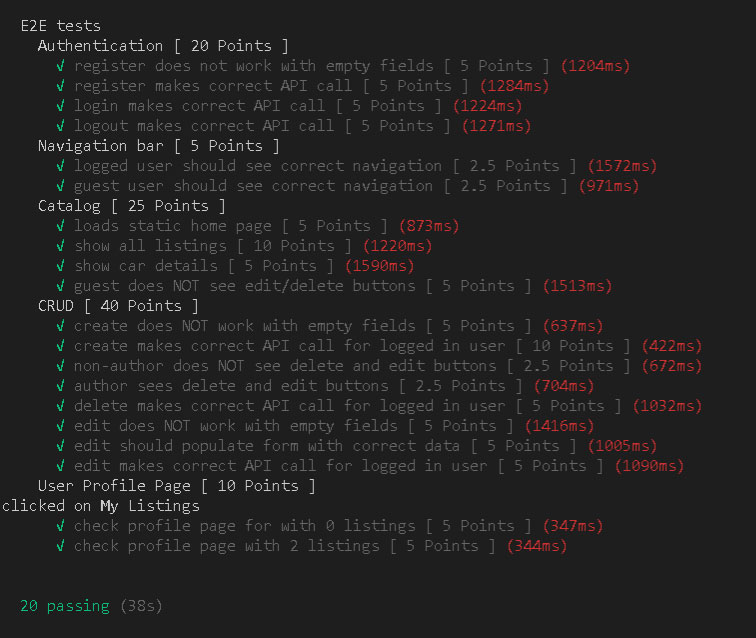 E2E tests
Authentication [ 20 Points ]
√ register does not work with empty fields [ 5 Points ] (1204ms)
√ register makes correct API call [ 5 Points ] (1284ms)
√ login makes correct API call [ 5 Points ] (1224ms)
√ logout makes correct API call [ 5 Points ] (1271ms)
Navigation bar [ 5 Points ]
√ logged user should see correct navigation [ 2.5 Points ] (1572ms)
√ guest user should see correct navigation [ 2.5 Points ] (971ms)
Catalog [ 25 Points ]
√ loads static home page [ 5 Points ] (873ms)
√ show all listings [ 10 Points ] (1220ms)
√ show car details [ 5 Points ] (1590ms)
√ guest does NOT see edit/delete buttons [ 5 Points ] (1513ms)
CRUD [ 40 Points ]
√ create does NOT work with empty fields [ 5 Points ] (637ms)
√ create makes correct API call for logged in user [ 10 Points ] (422ms)
√ non-author does NOT see delete and edit buttons [ 2.5 Points ] (672ms)
√ author sees delete and edit buttons [ 2.5 Points ] (704ms)
√ delete makes correct API call for logged in user [ 5 Points ] (1032ms)
√ edit does NOT work with empty fields [ 5 Points ] (1416ms)
√ edit should populate form with correct data [ 5 Points ] (1005ms)
√ edit makes correct API call for logged in user [ 5 Points ] (1090ms)
User Profile Page [ 10 Points ]
clicked on My Listings
√ check profile page for with 0 listings [ 5 Points ] (347ms)
√ check profile page with 2 listings [ 5 Points ] (344ms)
20 passing (38s)